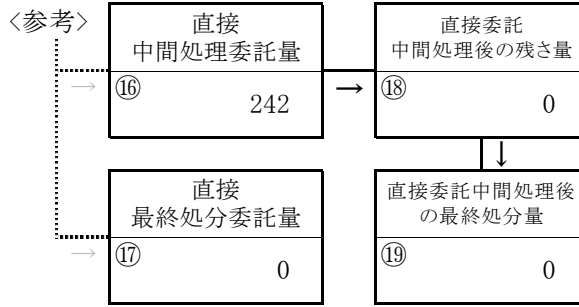 <参考>
直接
中間処理委託量
⑯
242
→
→
直接委託
中間処理後の残さ量
⑱
0
↓
直接
最終処分委託量
⑰
0
→
直接委託中間処理後
の最終処分量
⑲
0